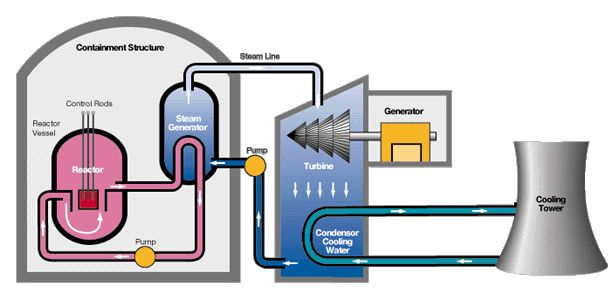 Containment Structure
Steam Line
Control Rods
Reactor
Vessel
Steam
Generator
Generator
Pump
Reactor
Turbine
Cooling
Tower
Condensor
Cooling
Water
Pump